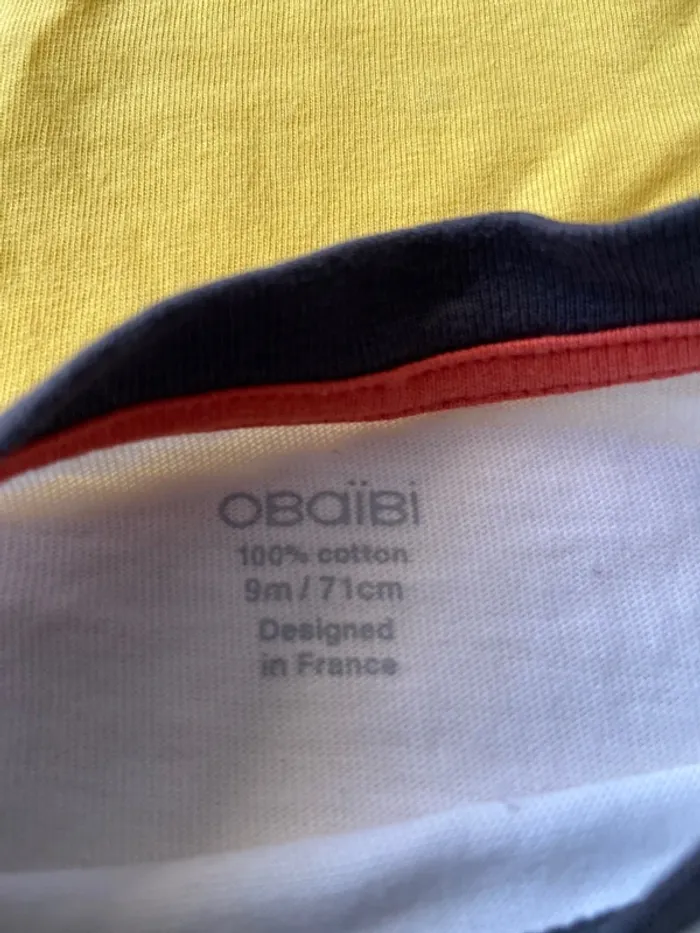 obaïbi
100% cotton
9m / 71cm
Designed
in France